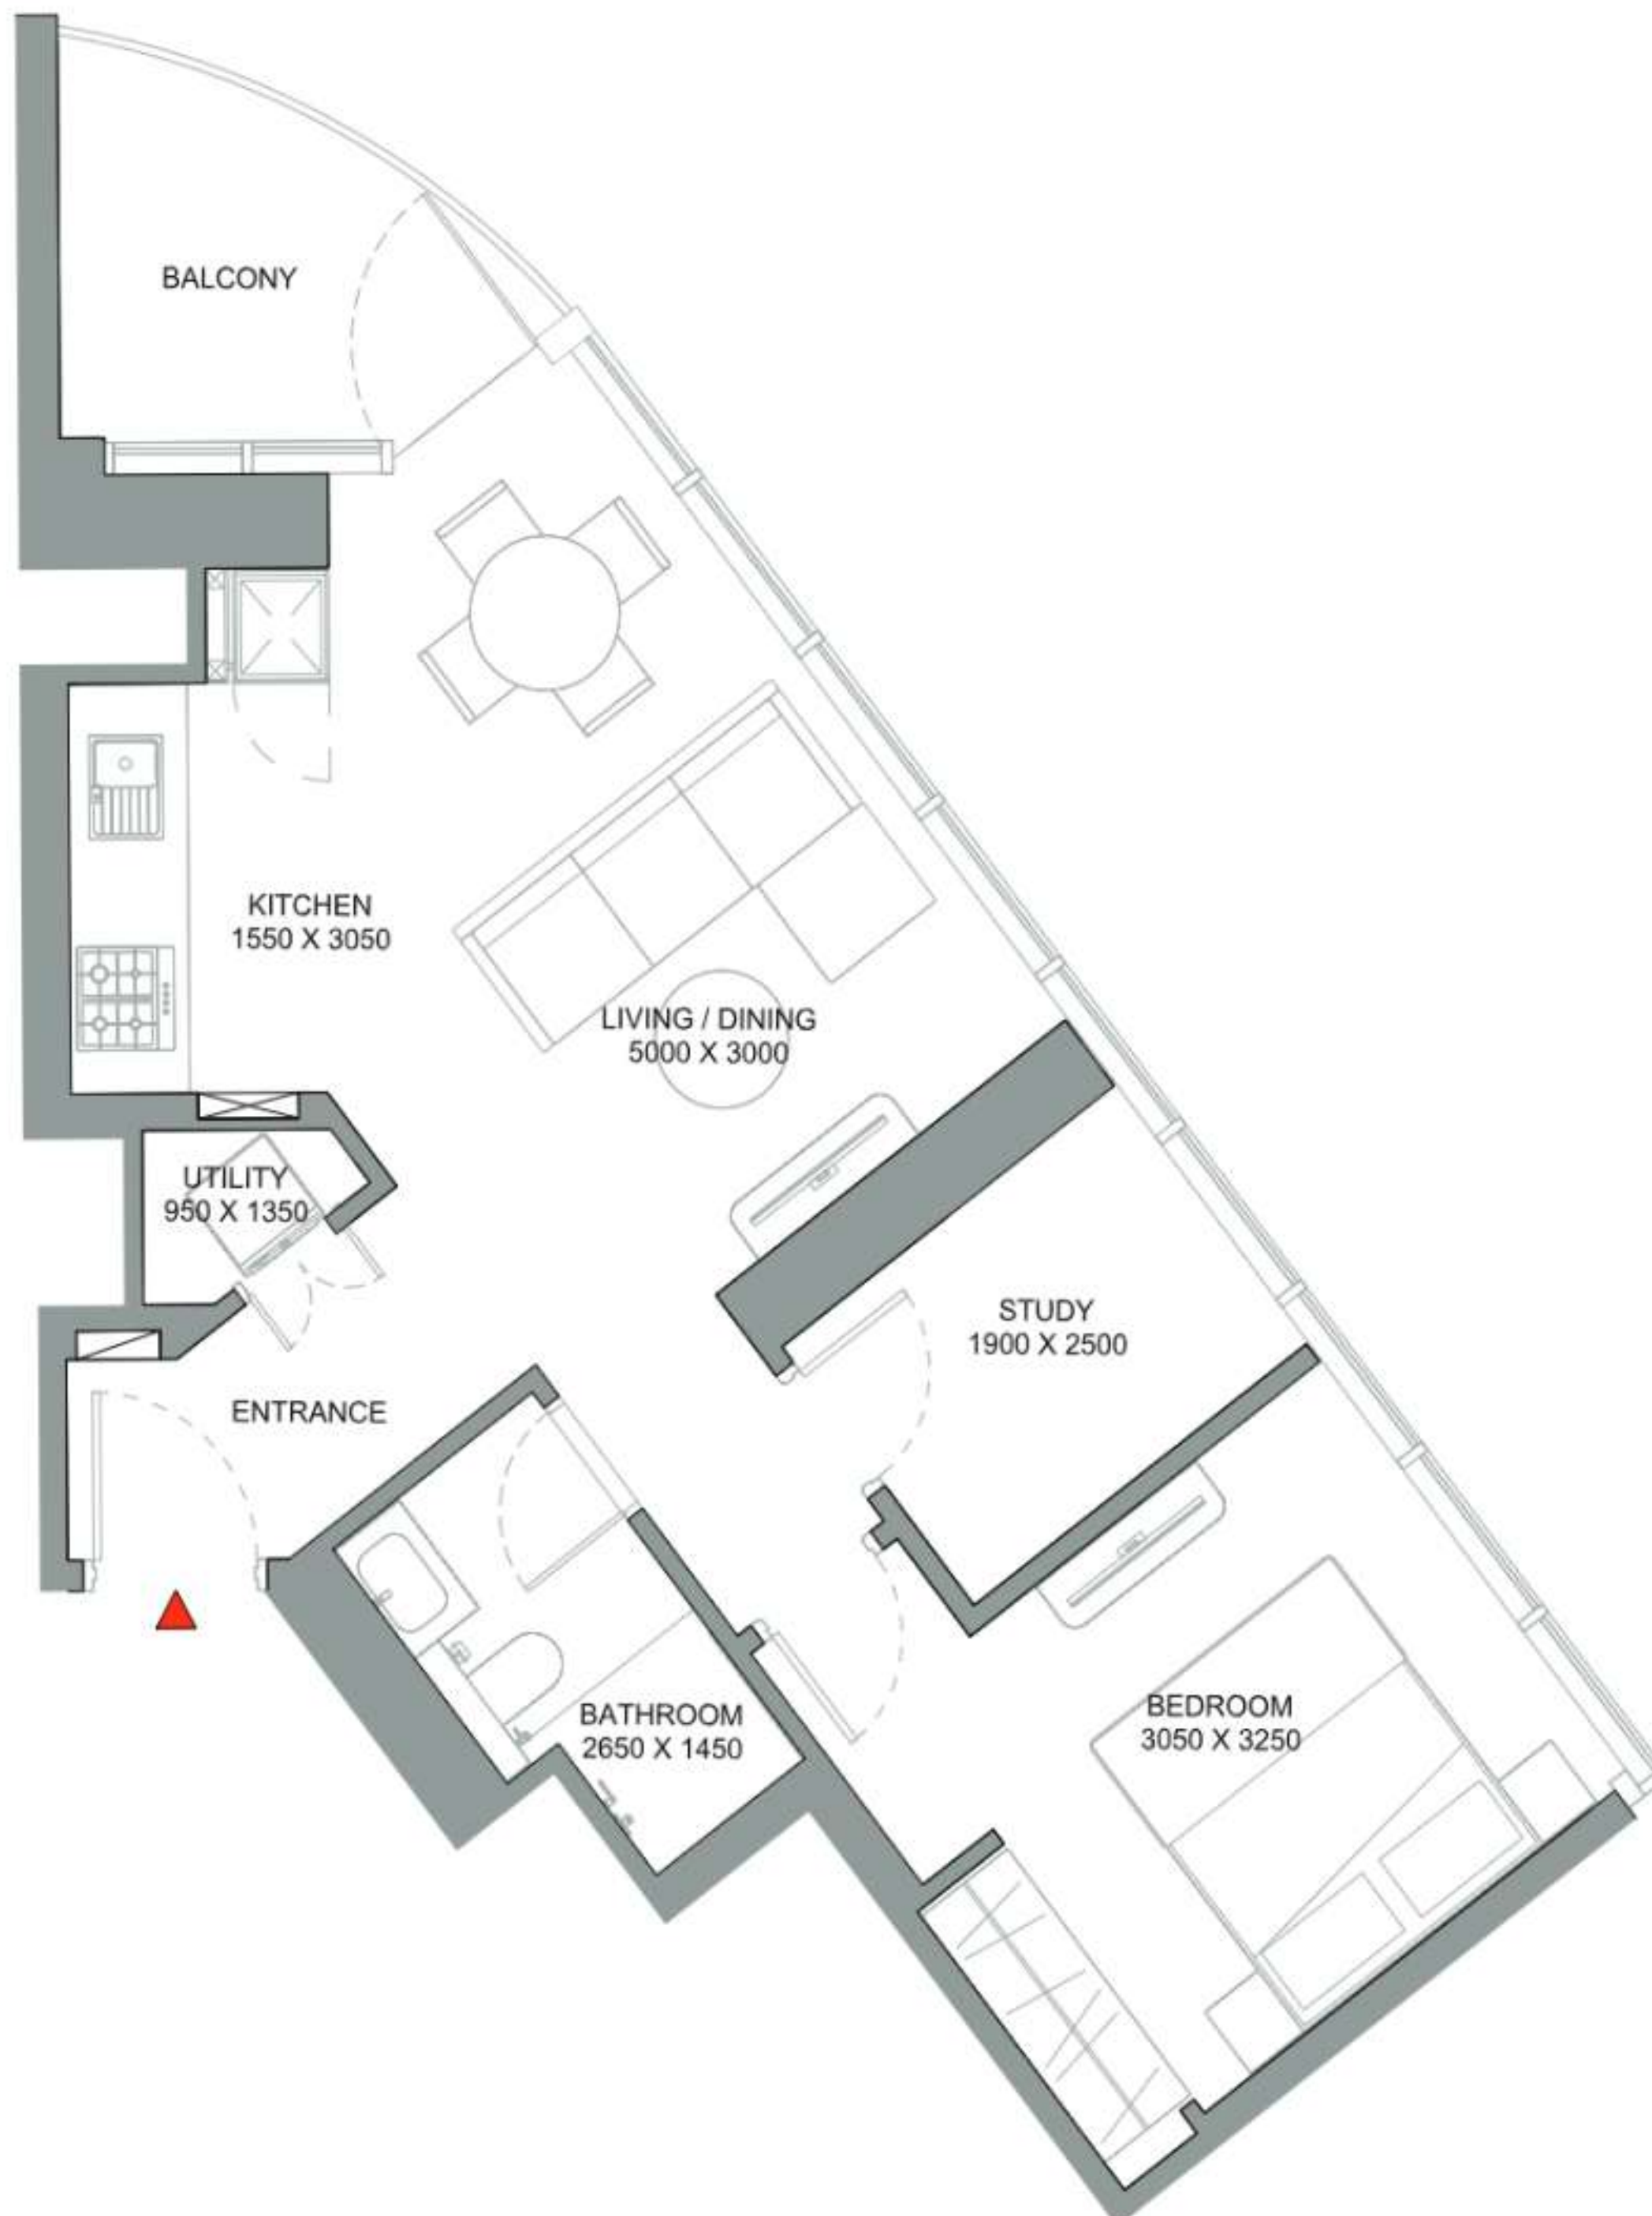 BALCONY
KITCHEN
1550 X 3050
LIVING / DINING
5000 X 3000
UTILITY
950 X 1350
STUDY
1900 X 2500
ENTRANCE
BATHROOM
2650 X 1450
BEDROOM
3050 X 3250